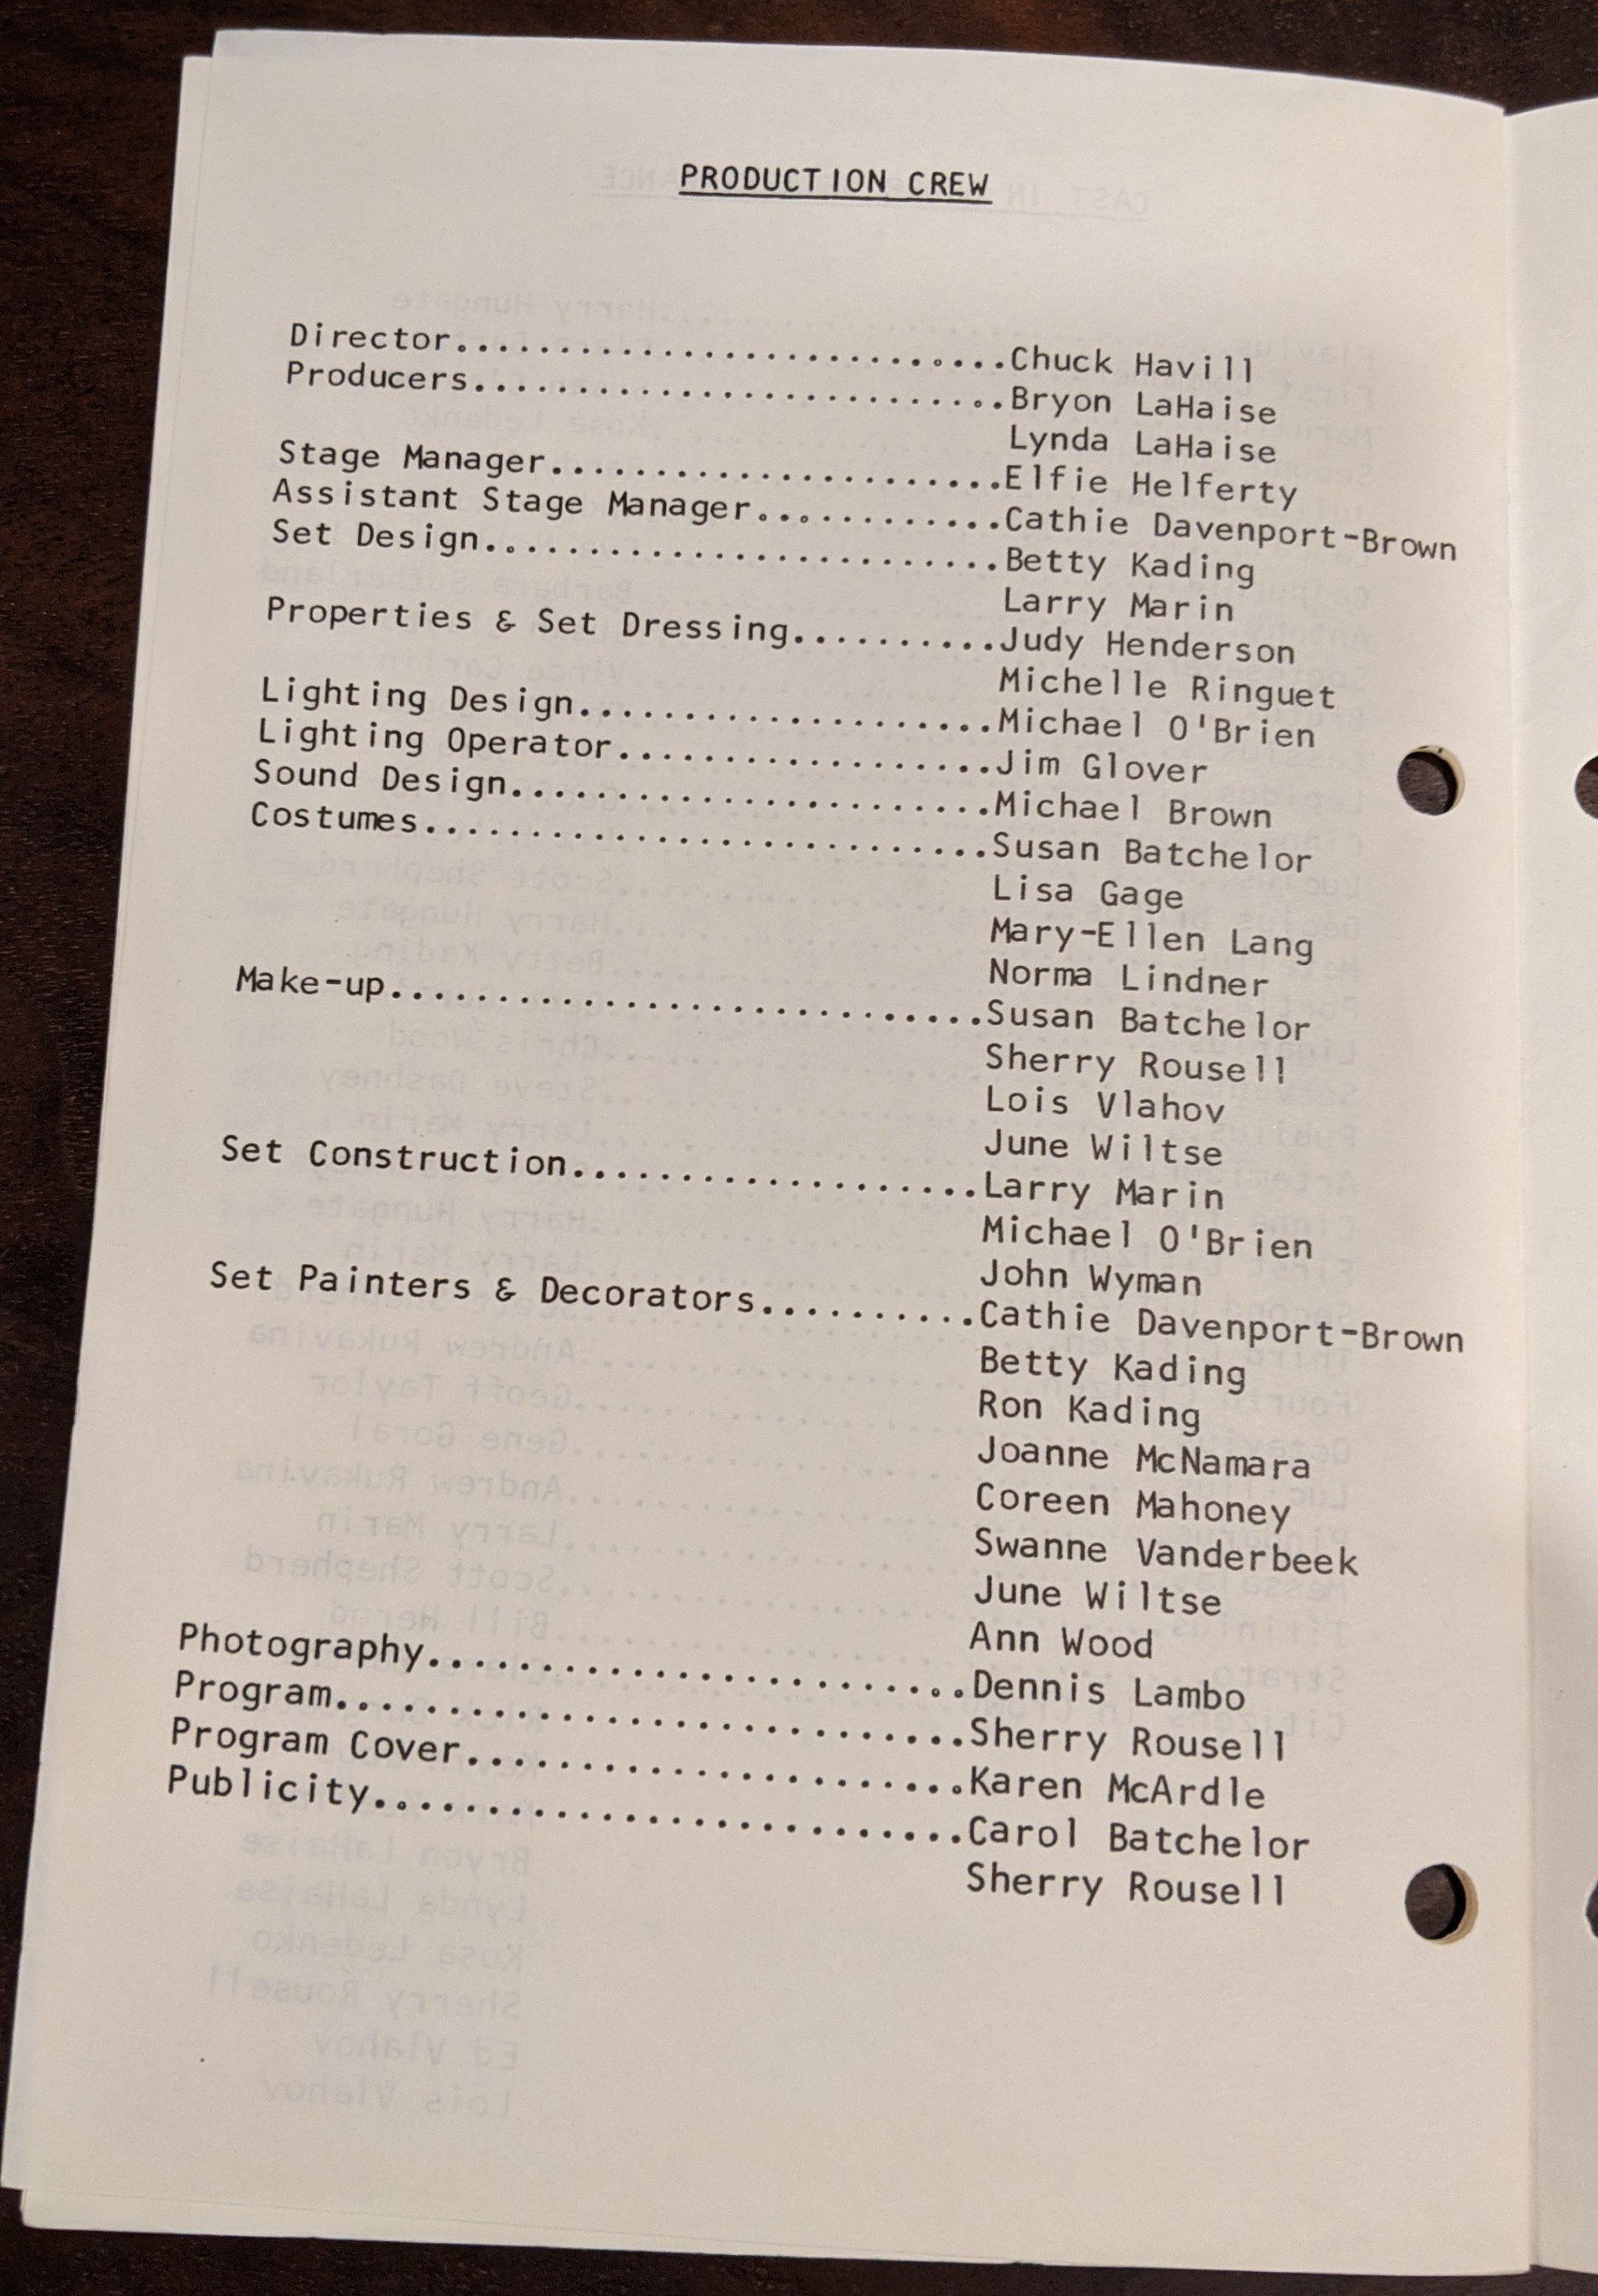 PRODUCTION CREW
Director...........................Chuck Havill
Producers..........................Bryon LaHaise
Lynda LaHaise
Stage Manager......................Elfie Helferty
Assistant Stage Manager............Cathie Davenport-Brown
Set Design.........................Betty Kading
Larry Marin
Properties & Set Dressing..........Judy Henderson
Michelle Ringuet
Lighting Design....................Michael O'Brien
Lighting Operator..................Jim Glover
Sound Design.......................Michael Brown
Costumes...........................Susan Batchelor
Lisa Gage
Mary-Ellen Lang
Norma Lindner
Make-up............................Susan Batchelor
Sherry Rousell
Lois Vlahov
June Wiltse
Set Construction...................Larry Marin
Michael O'Brien
John Wyman
Set Painters & Decorators..........Cathie Davenport-Brown
Betty Kading
Ron Kading
Joanne McNamara
Coreen Mahoney
Swanne Vanderbeek
June Wiltse
Ann Wood
Photography........................Dennis Lambo
Program............................Sherry Rousell
Program Cover......................Karen McArdle
Publicity..........................Carol Batchelor
Sherry Rousell